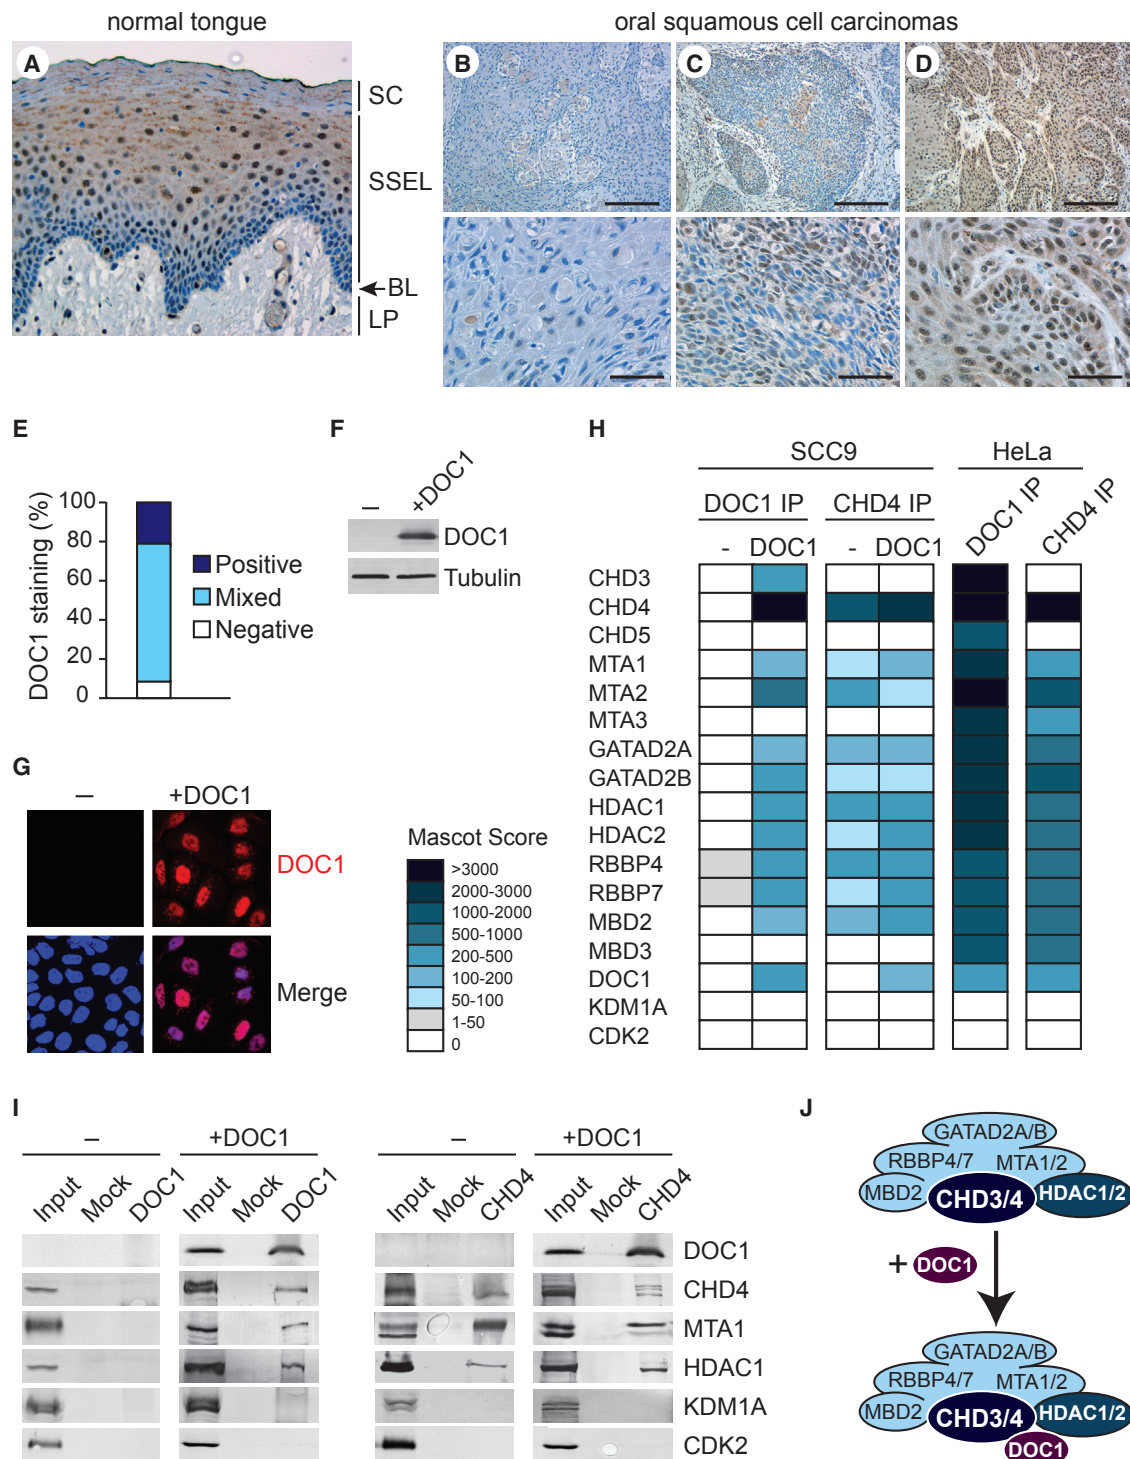 normal tongue
oral squamous cell carcinomas
A
SC
SSEL
BL
LP
B
C
D
E
DOC1 staining (%)
100
80
60
40
20
0
Positive
Mixed
Negative
F
–
+DOC1
DOC1
Tubulin
G
–
+DOC1
DOC1
Merge
H
SCC9
HeLa
DOC1 IP
CHD4 IP
DOC1 IP
CHD4 IP
- DOC1
- DOC1
CHD3
CHD4
CHD5
MTA1
MTA2
MTA3
GATAD2A
GATAD2B
HDAC1
HDAC2
RBBP4
RBBP7
MBD2
MBD3
DOC1
KDM1A
CDK2
Mascot Score
>3000
2000-3000
1000-2000
500-1000
200-500
100-200
50-100
1-50
0
I
–
+DOC1
–
+DOC1
Input Mock DOC1
Input Mock DOC1
Input Mock CHD4
Input Mock CHD4
DOC1
CHD4
MTA1
HDAC1
KDM1A
CDK2
J
GATAD2A/B
RBBP4/7 MTA1/2
MBD2 CHD3/4 HDAC1/2
+ DOC1
GATAD2A/B
RBBP4/7 MTA1/2
MBD2 CHD3/4 HDAC1/2
DOC1